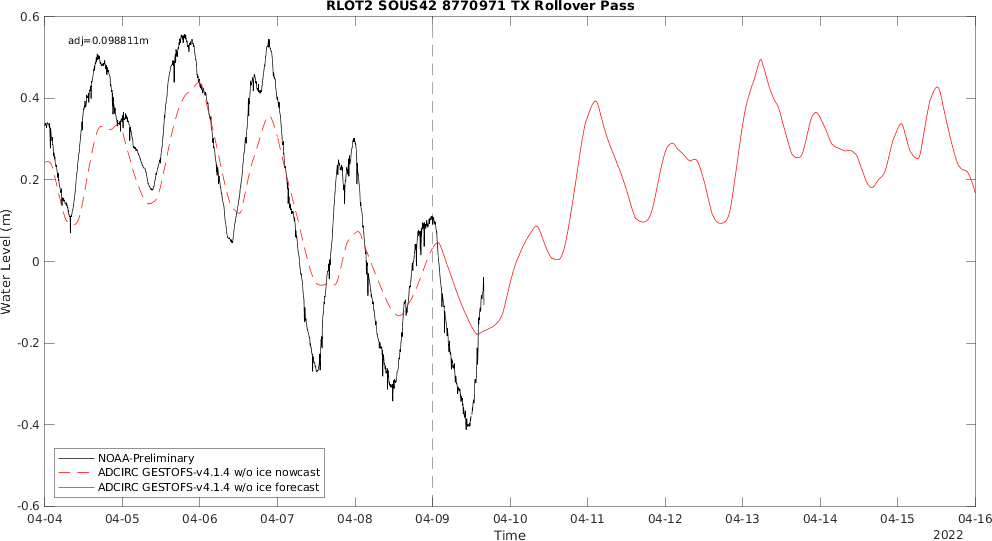 RLOT2 SOUS42 8770971 TX Rollover Pass
0.6
adj=0.098811m
0.4
0.2
0
-0.2
-0.4
-0.6
Water Level (m)
NOAA-Preliminary
ADCIRC GESTOFS-v4.1.4 w/o ice nowcast
ADCIRC GESTOFS-v4.1.4 w/o ice forecast
04-04 04-05 04-06 04-07 04-08 04-09 04-10 04-11 04-12 04-13 04-14 04-15 04-16
Time
2022